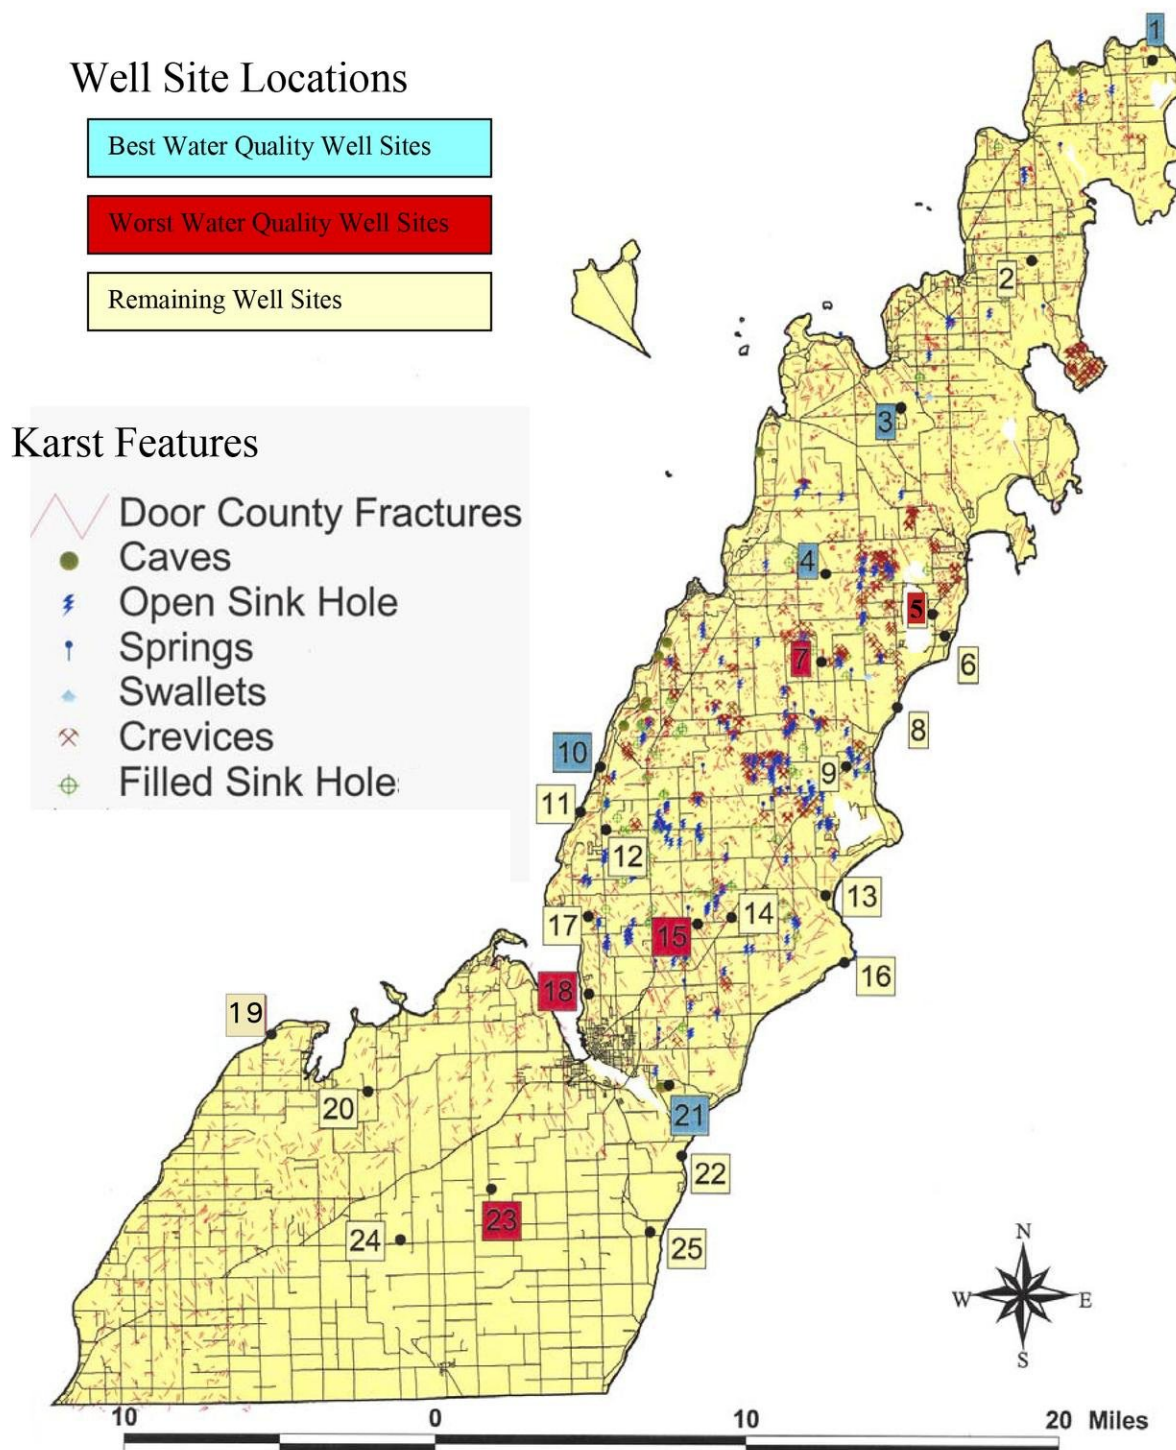 1
Well Site Locations
Best Water Quality Well Sites
Worst Water Quality Well Sites
Remaining Well Sites
2
3
Karst Features
Door County Fractures
Caves
Open Sink Hole
Springs
Swallets
Crevices
Filled Sink Hole
4
5
6
7
8
9
10
11
12
13
14
15
16
17
18
19
20
21
22
23
24
25
N
W E
S
10 0 10 20 Miles